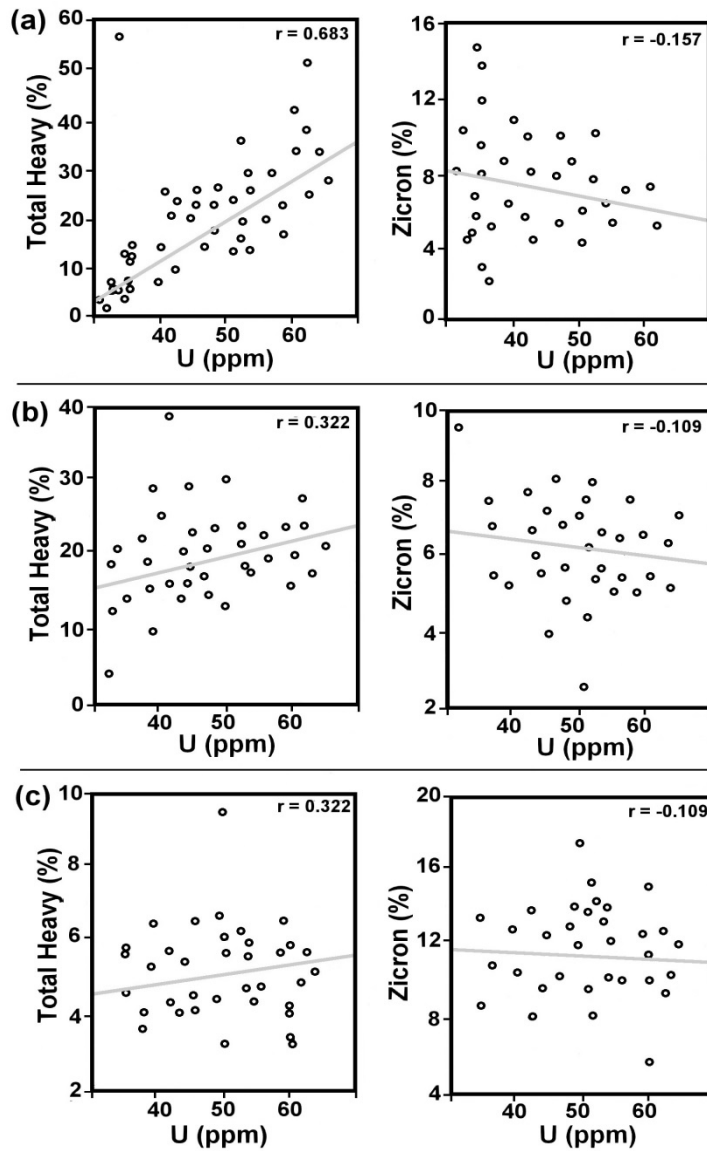 (a)
r = 0.683
Total Heavy (%)
60
50
40
30
20
10
0
40 50 60
U (ppm)
r = -0.157
Zicron (%)
16
12
8
4
0
40 50 60
U (ppm)
(b)
r = 0.322
Total Heavy (%)
40
30
20
10
0
40 50 60
U (ppm)
r = -0.109
Zicron (%)
10
8
6
4
2
40 50 60
U (ppm)
(c)
r = 0.322
Total Heavy (%)
10
8
6
4
2
40 50 60
U (ppm)
r = -0.109
Zicron (%)
20
16
12
8
4
40 50 60
U (ppm)